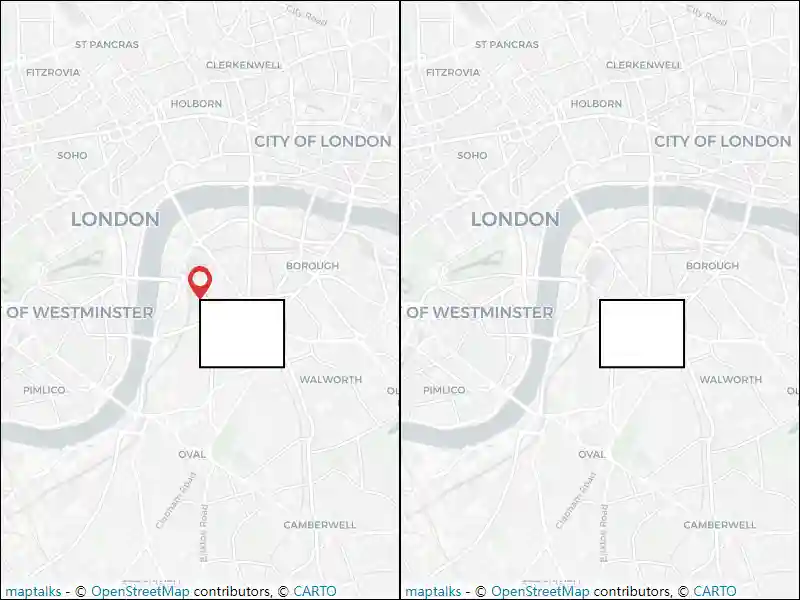 City Road
ST PANCRAS
CLERKENWELL
FITZROVIA
HOLBORN
CITY OF LONDON
SOHO
LONDON
BOROUGH
OF WESTMINSTER
WALWORTH
PIMLICO
OVAL
Clapham Road
Brixton Road
CAMBERWELL
maptalks - © OpenStreetMap contributors, © CARTO
City Road
ST PANCRAS
CLERKENWELL
FITZROVIA
HOLBORN
CITY OF LONDON
SOHO
LONDON
BOROUGH
OF WESTMINSTER
WALWORTH
PIMLICO
OVAL
Clapham Road
Brixton Road
CAMBERWELL
maptalks - © OpenStreetMap contributors, © CARTO